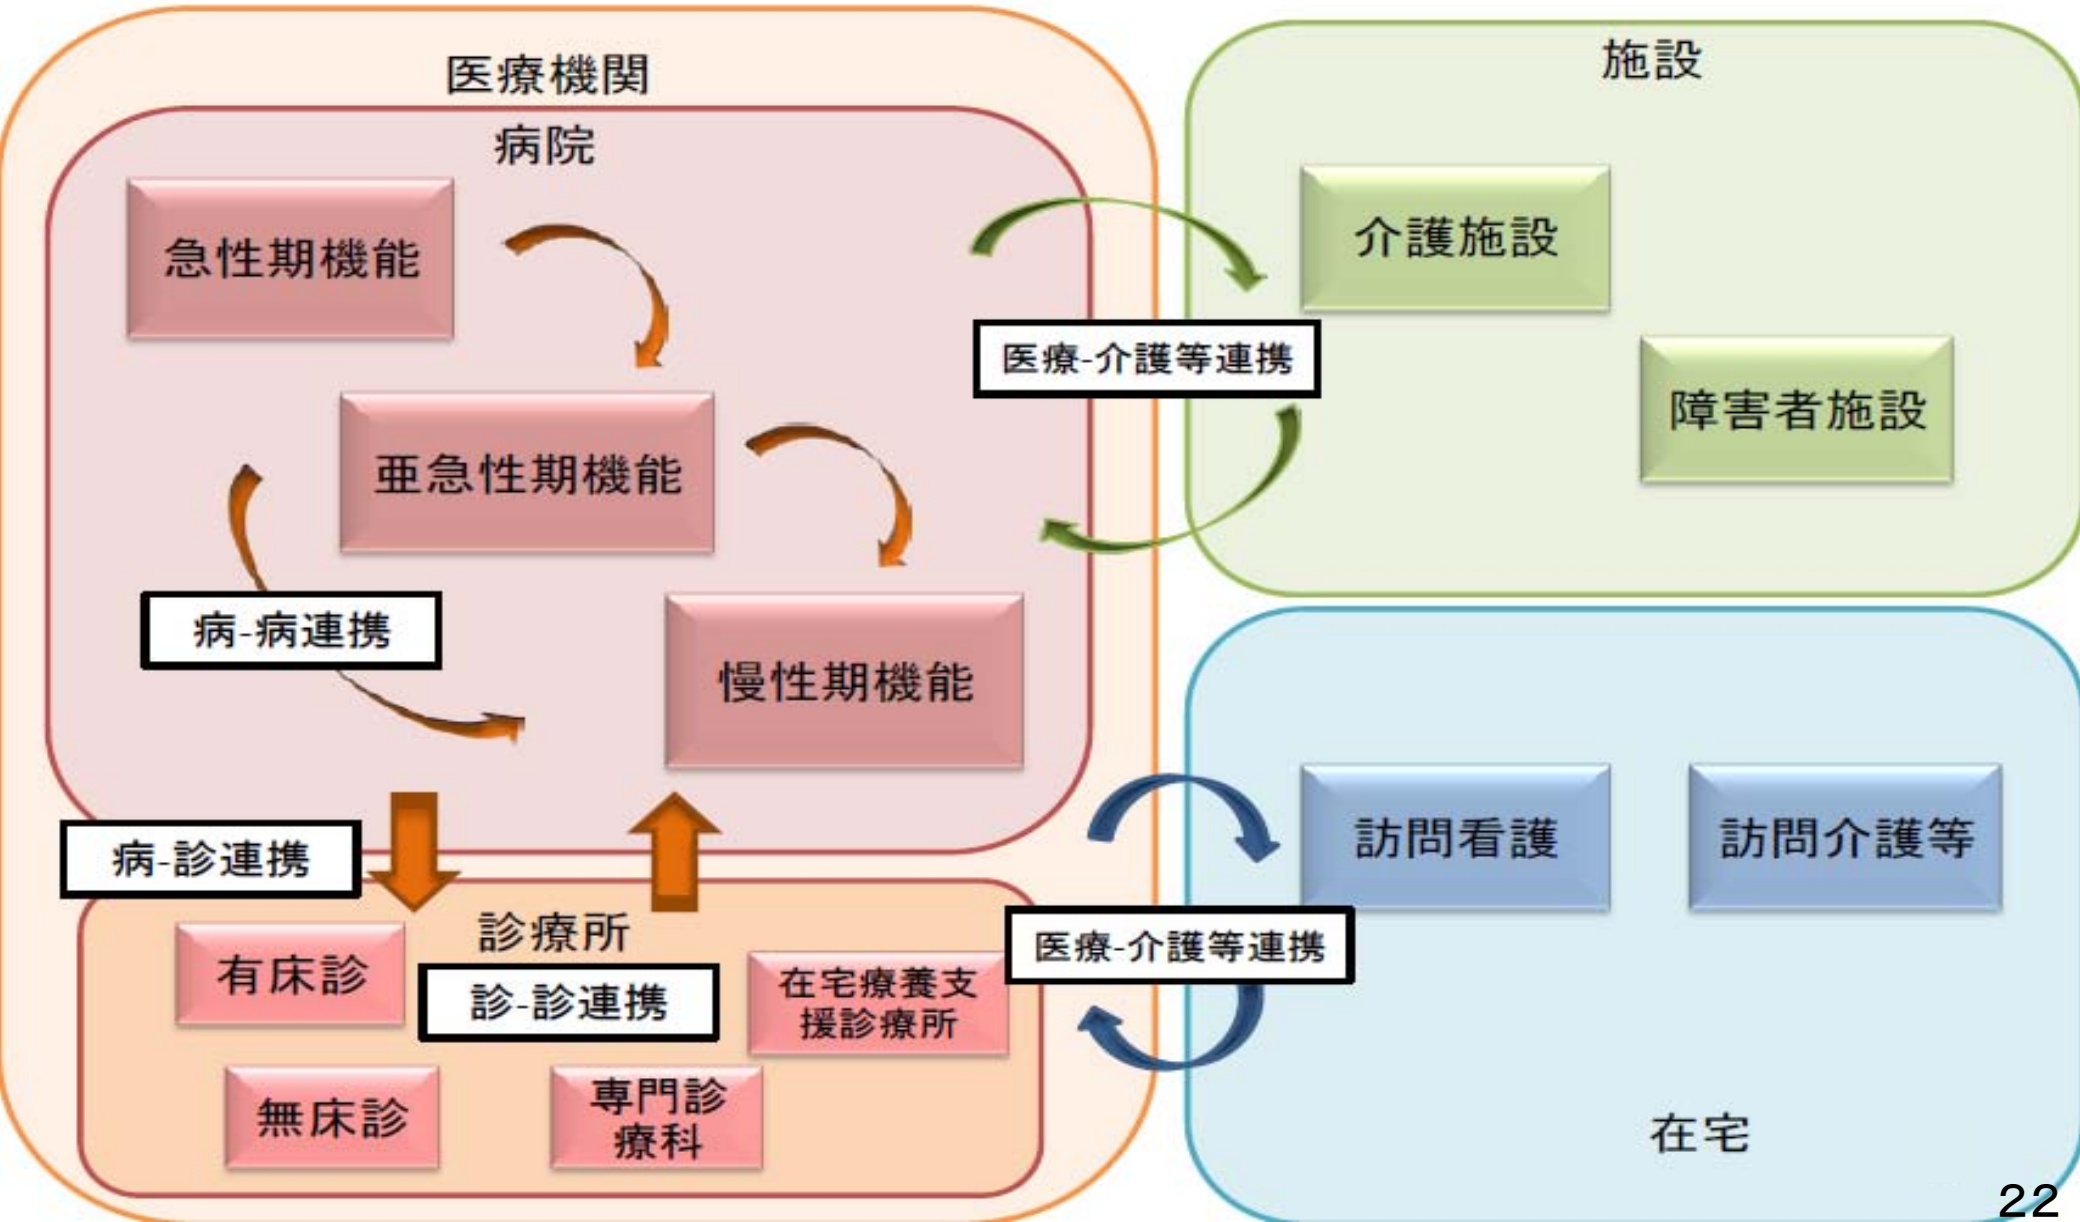 医療機関
病院
急性期機能
亜急性期機能
病-病連携
慢性期機能
病-診連携
診療所
有床診
診-診連携
在宅療養支
援診療所
無床診
専門診
療科
医療-介護等連携
施設
介護施設
障害者施設
医療-介護等連携
訪問看護
訪問介護等
在宅
22